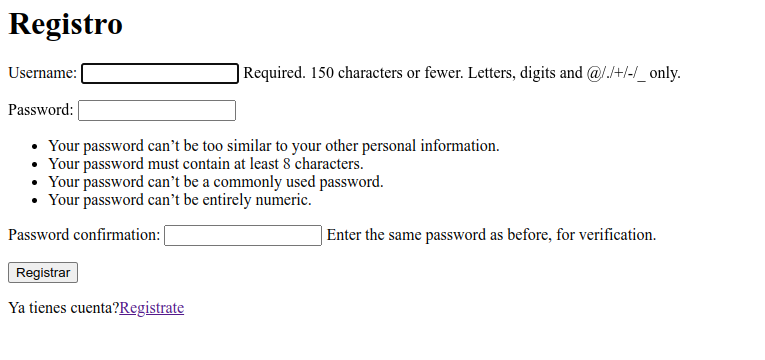 Registro
Username: Required. 150 characters or fewer. Letters, digits and @/./+/-/_ only.
Password:
• Your password can’t be too similar to your other personal information.
• Your password must contain at least 8 characters.
• Your password can’t be a commonly used password.
• Your password can’t be entirely numeric.
Password confirmation: Enter the same password as before, for verification.
Registrar
Ya tienes cuenta?Registrate